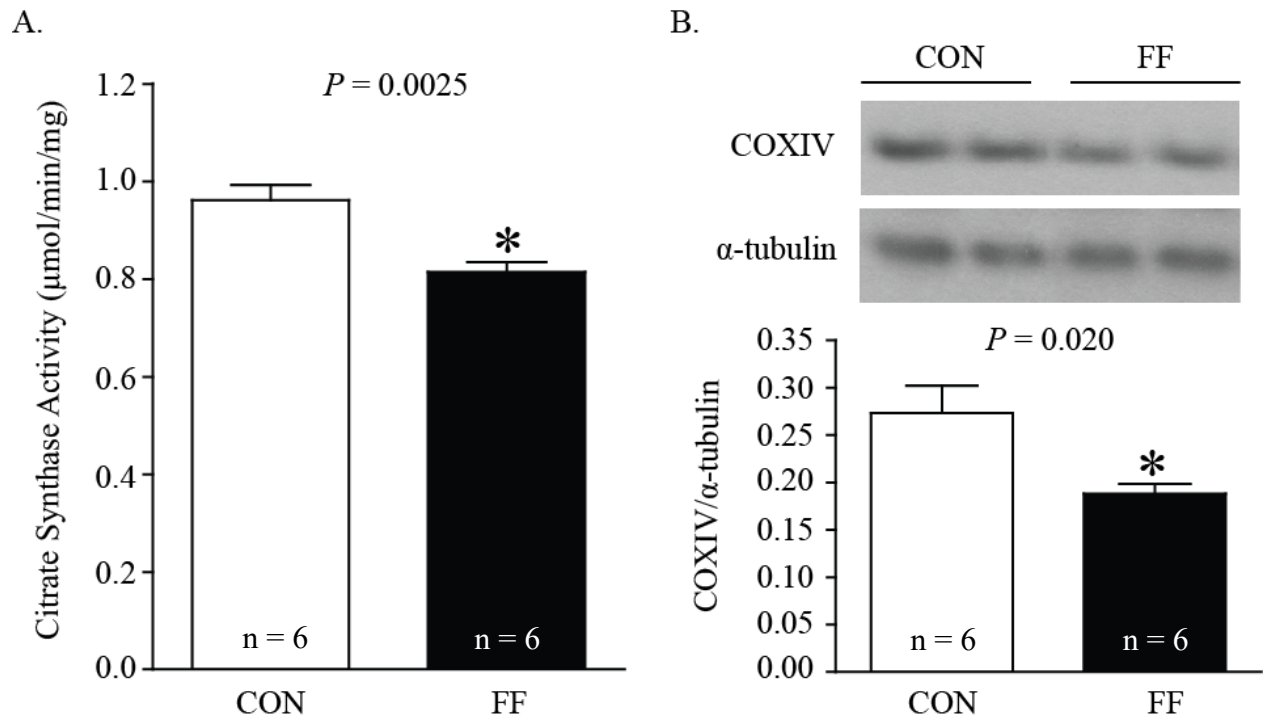 A.
Citrate Synthase Activity (μmol/min/mg)
1.2
1.0
0.8
0.6
0.4
0.2
0.0
P = 0.0025
*
n = 6
n = 6
CON
FF
B.
CON
FF
COXIV
α-tubulin
COXIV/α-tubulin
0.35
0.30
0.25
0.20
0.15
0.10
0.05
0.00
P = 0.020
*
n = 6
n = 6
CON
FF